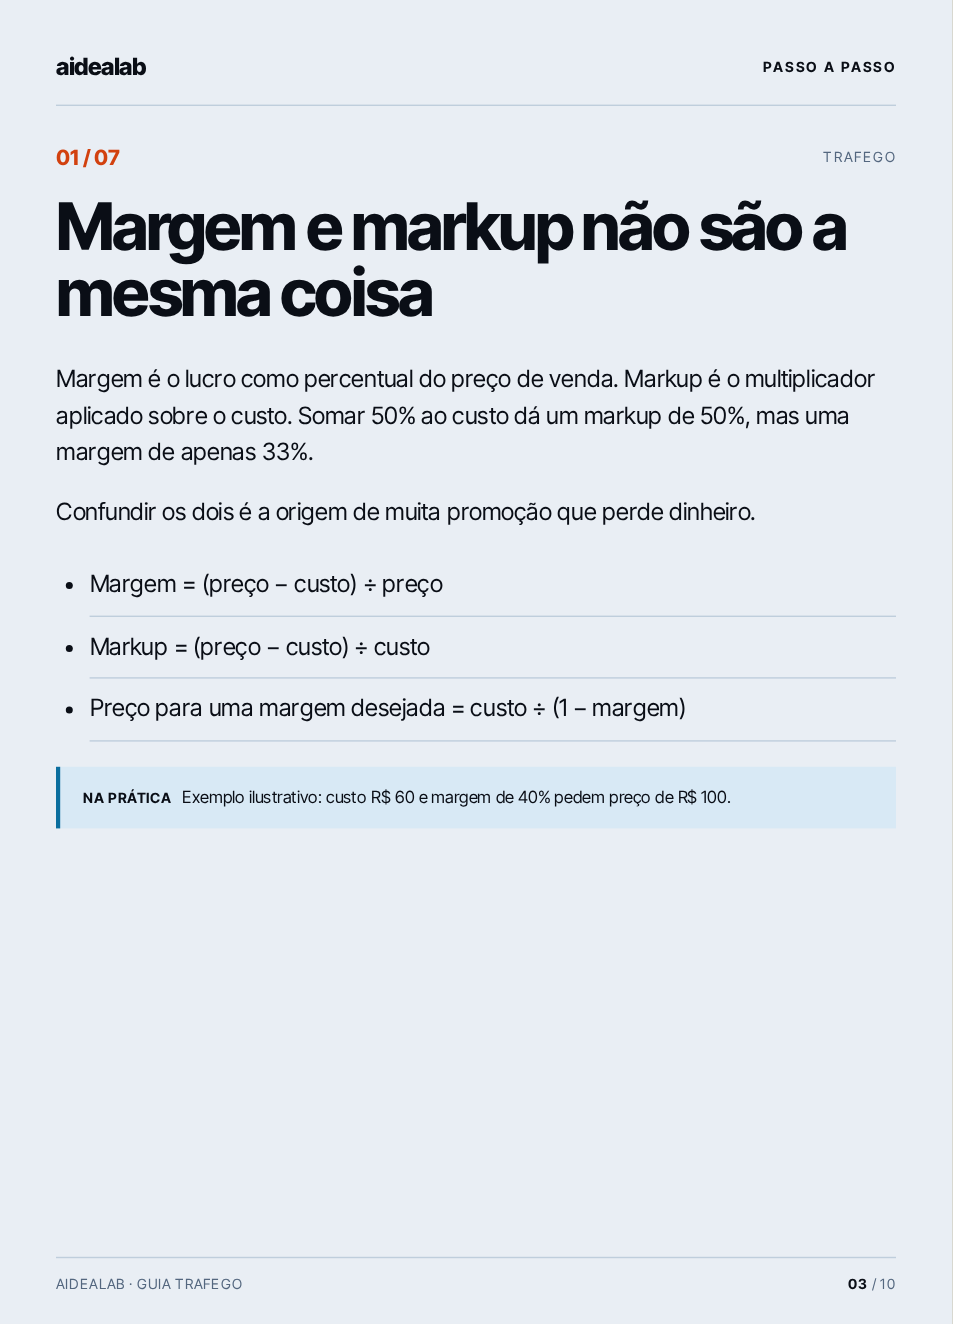 aidealab
PASSO A PASSO
01 / 07
TRAFEGO
Margem e markup não são a
mesma coisa
Margem é o lucro como percentual do preço de venda. Markup é o multiplicador
aplicado sobre o custo. Somar 50% ao custo dá um markup de 50%, mas uma
margem de apenas 33%.
Confundir os dois é a origem de muita promoção que perde dinheiro.
• Margem = (preço − custo) ÷ preço
• Markup = (preço − custo) ÷ custo
• Preço para uma margem desejada = custo ÷ (1 − margem)
NA PRÁTICA Exemplo ilustrativo: custo R$ 60 e margem de 40% pedem preço de R$ 100.
AIDEALAB · GUIA TRAFEGO
03 / 10